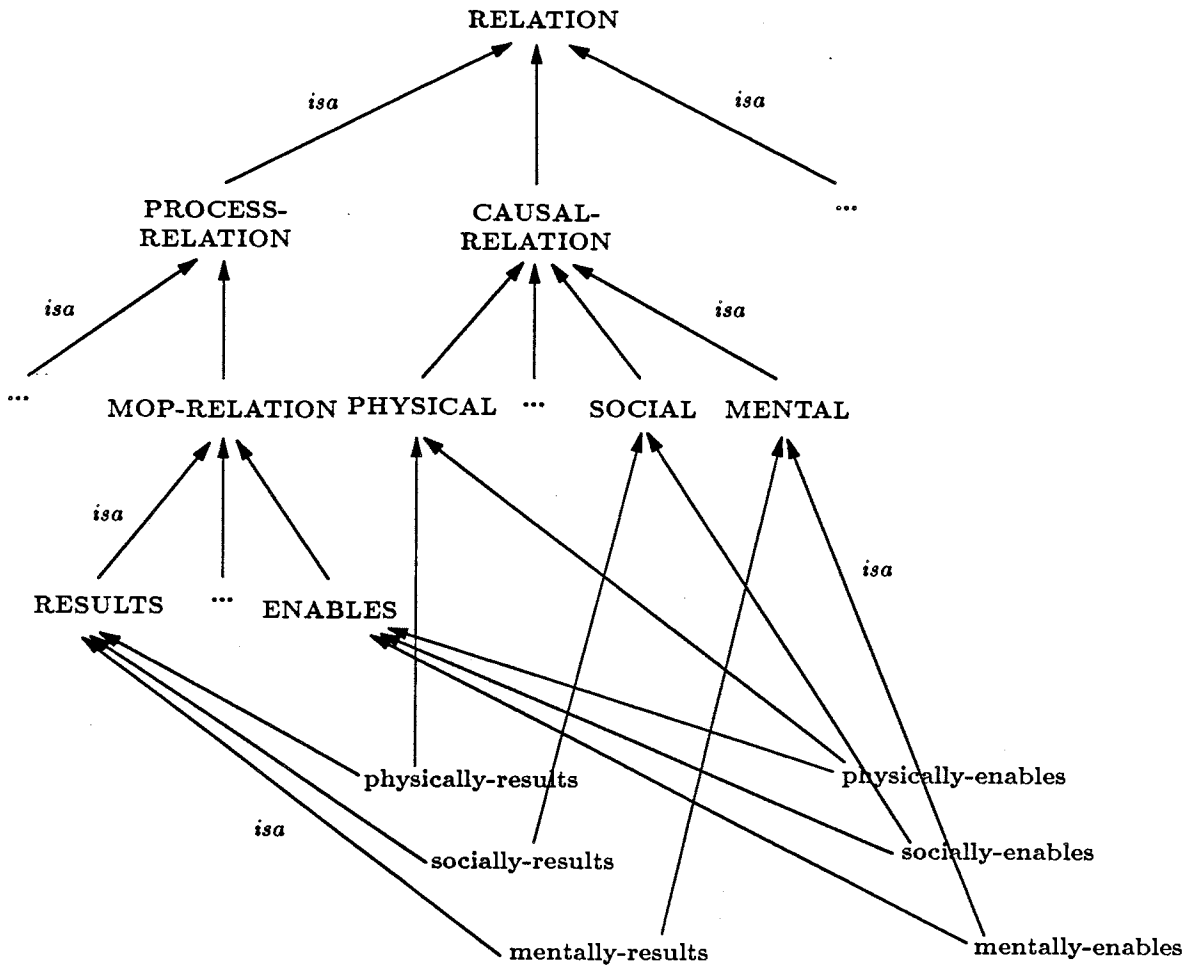 RELATION
isa
isa
PROCESS-
RELATION
CAUSAL-
RELATION
...
isa
isa
...
MOP-RELATION
PHYSICAL
...
SOCIAL
MENTAL
isa
isa
RESULTS
...
ENABLES
physically-results
physically-enables
isa
socially-results
socially-enables
mentally-results
mentally-enables